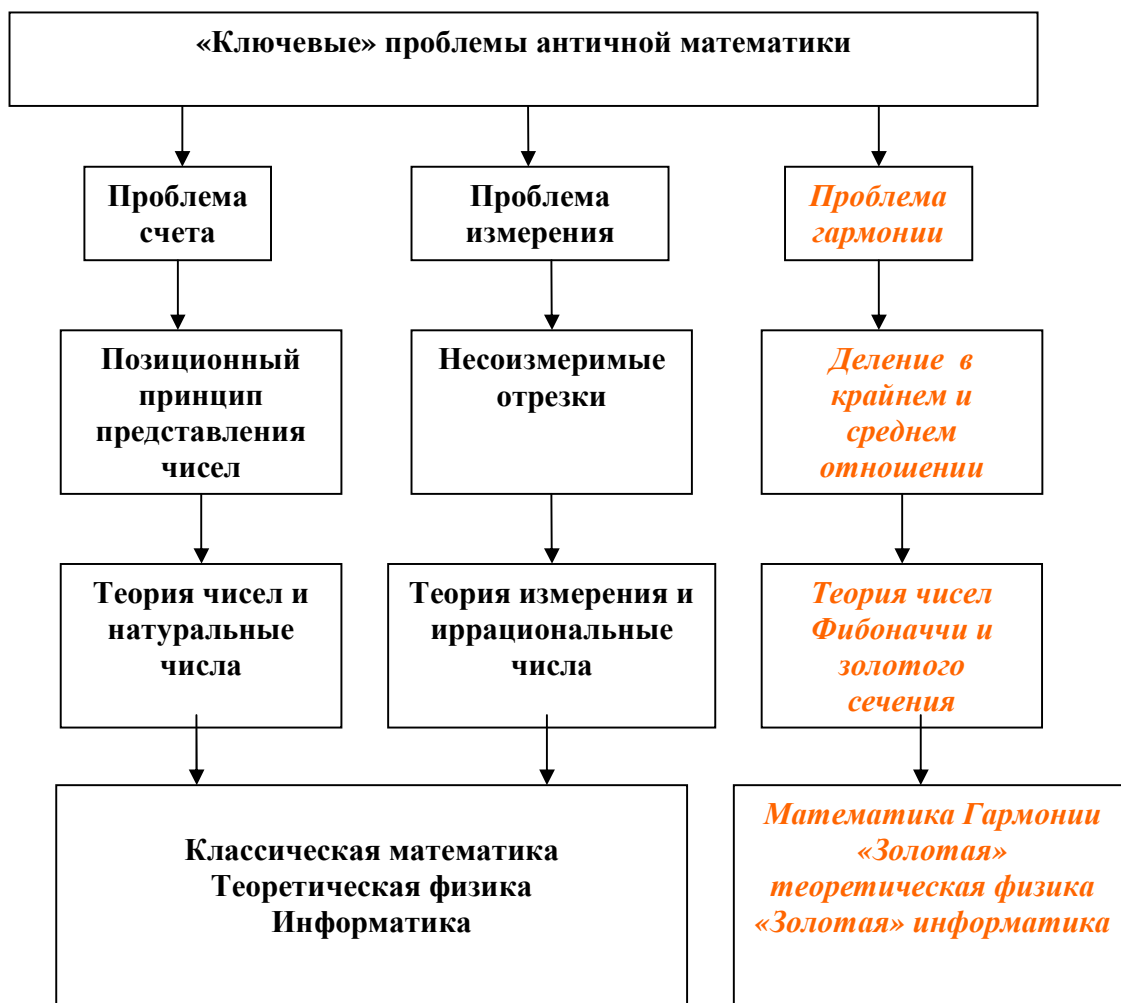 «Ключевые» проблемы античной математики
Проблема
счета
Проблема
измерения
Проблема
гармонии
Позиционный
принцип
представления
чисел
Несоизмеримые
отрезки
Деление в
крайнем и
среднем
отношении
Теория чисел и
натуральные
числа
Теория измерения и
иррациональные
числа
Теория чисел
Фибоначчи и
золотого
сечения
Классическая математика
Теоретическая физика
Информатика
Математика Гармонии
«Золотая»
теоретическая физика
«Золотая» информатика